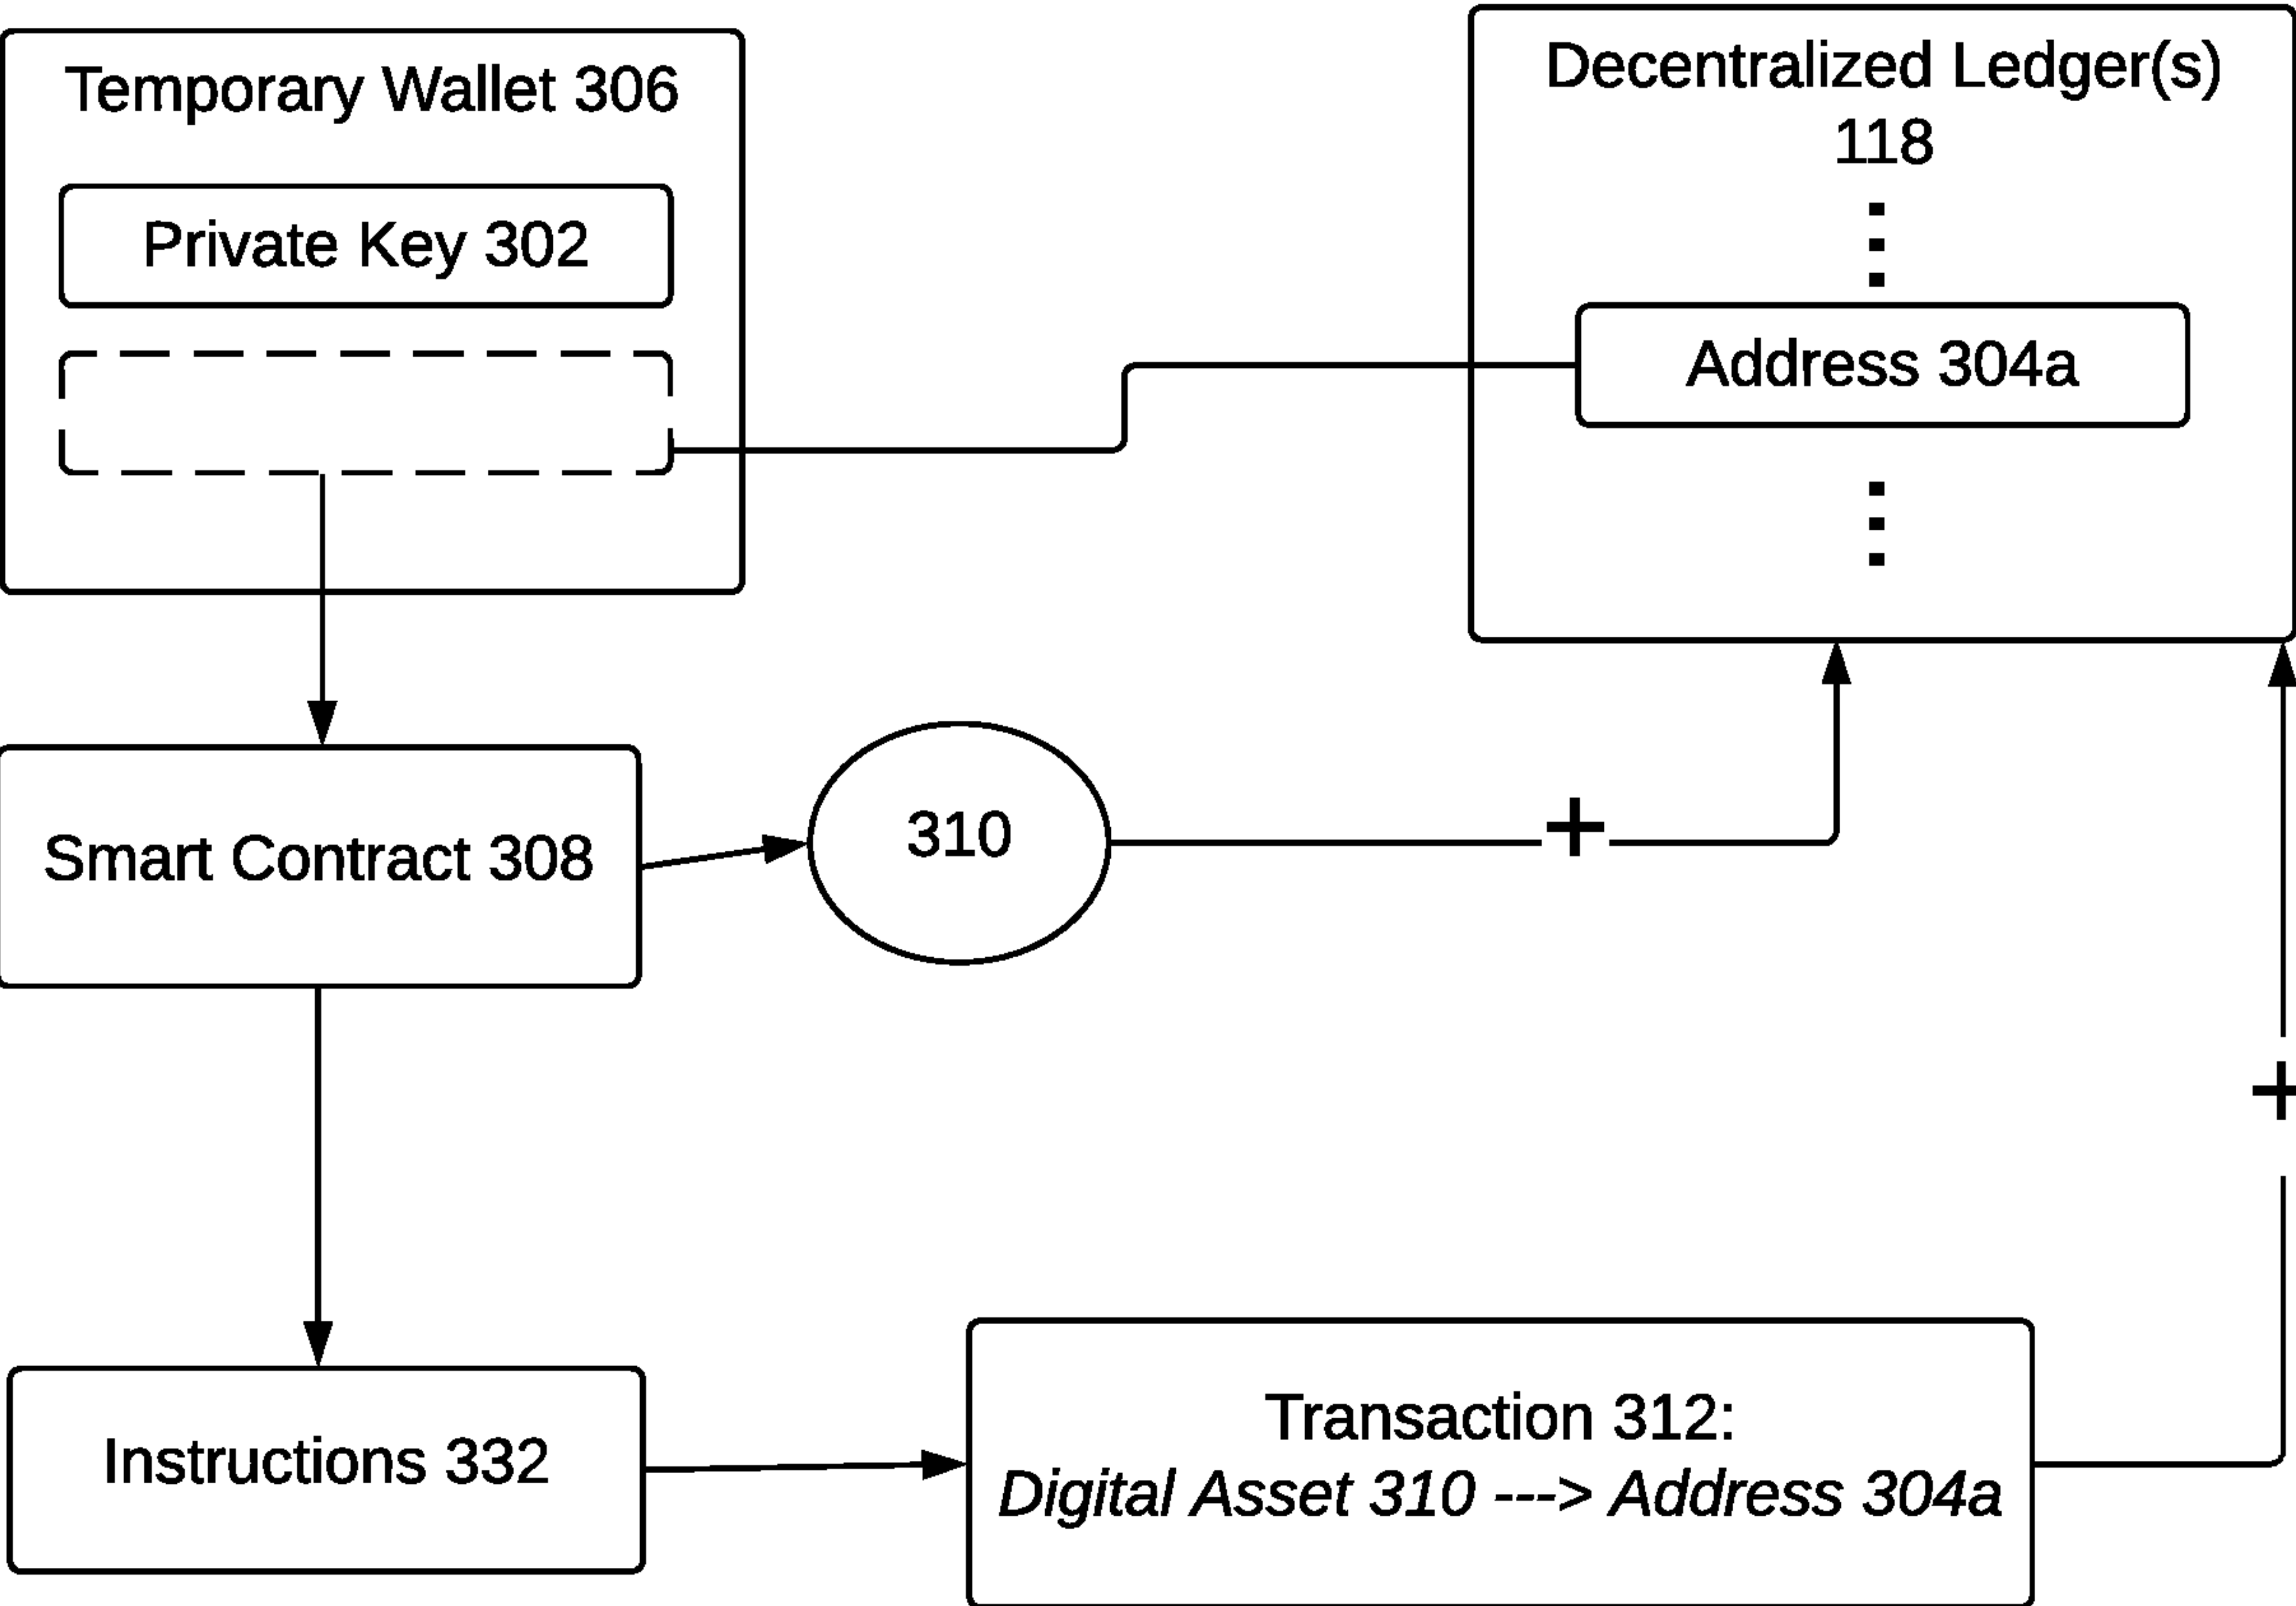 Temporary Wallet 306
Private Key 302
Decentralized Ledger(s)
118
Address 304a
Smart Contract 308
310
+
+
Instructions 332
Transaction 312:
Digital Asset 310 ---> Address 304a